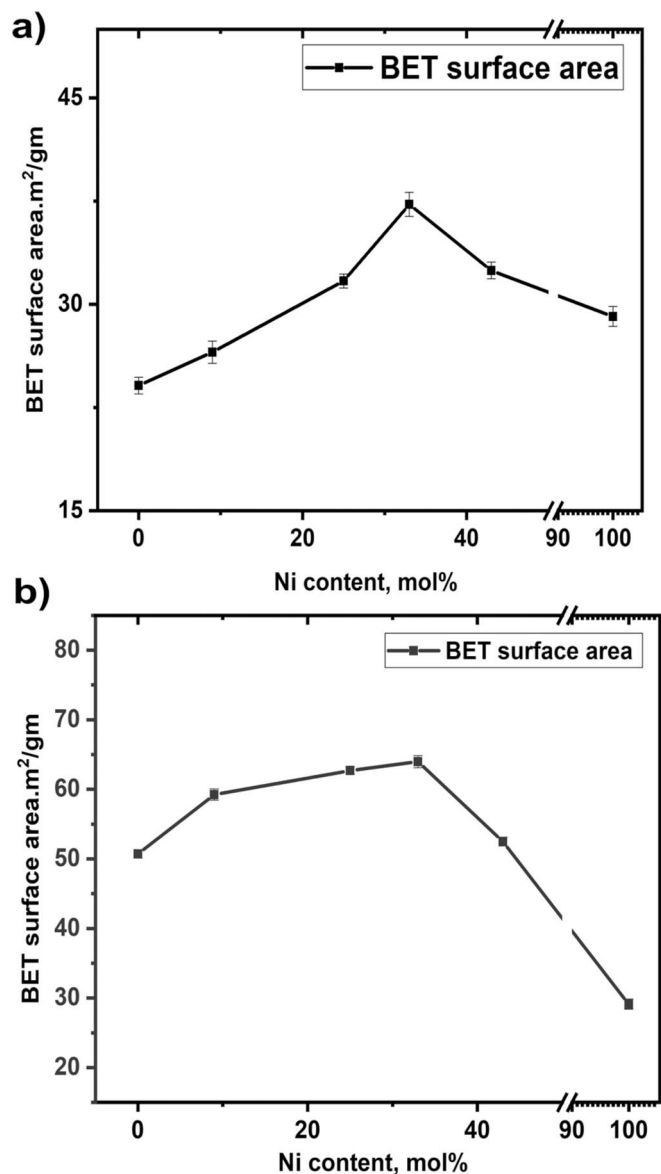 a)
BET surface area
45
30
15
BET surface area.m²/gm
0 20 40 90 100
Ni content, mol%
b)
BET surface area
80
70
60
50
40
30
20
BET surface area.m²/gm
0 20 40 90 100
Ni content, mol%